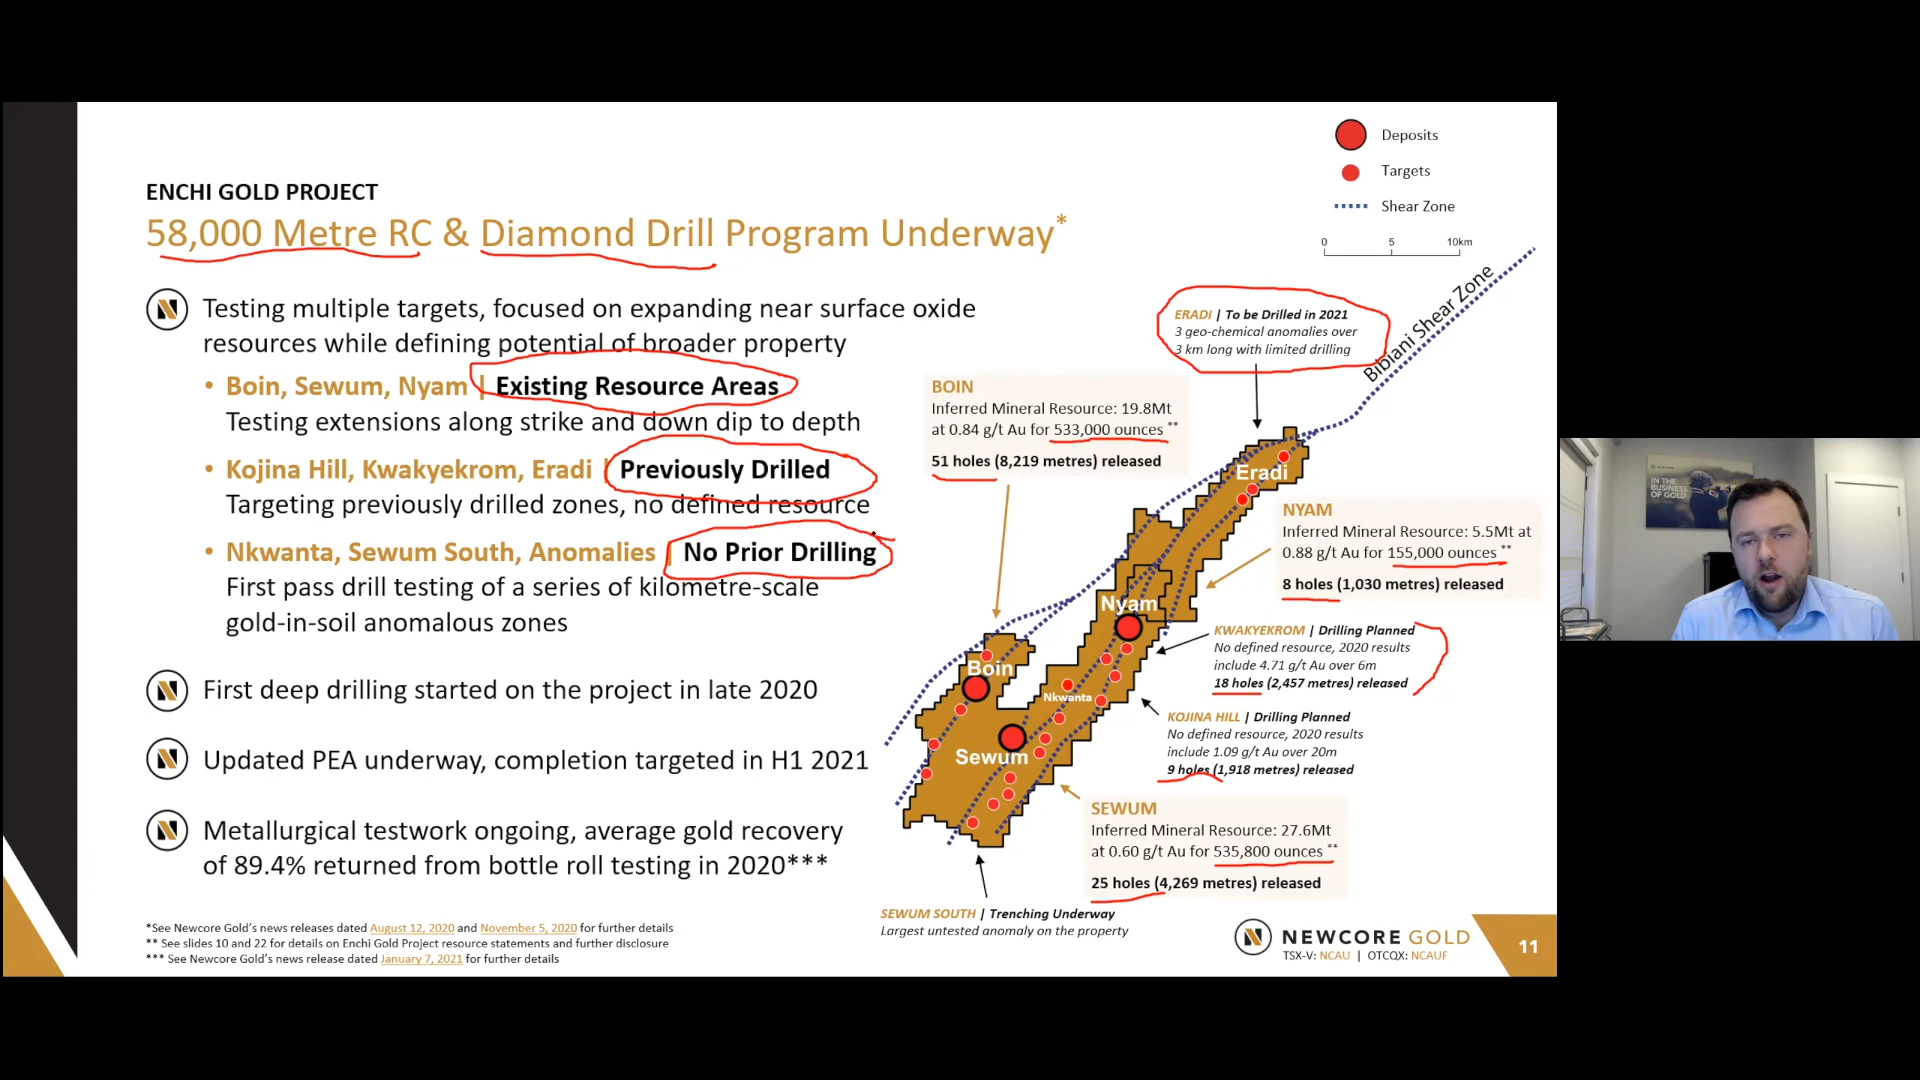 ENCHI GOLD PROJECT
58,000 Metre RC & Diamond Drill Program Underway*
Testing multiple targets, focused on expanding near surface oxide
resources while defining potential of broader property
• Boin, Sewum, Nyam | Existing Resource Areas
Testing extensions along strike and down dip to depth
• Kojina Hill, Kwakyekrom, Eradi | Previously Drilled
Targeting previously drilled zones, no defined resource
• Nkwanta, Sewum South, Anomalies | No Prior Drilling
First pass drill testing of a series of kilometre-scale
gold-in-soil anomalous zones
First deep drilling started on the project in late 2020
Updated PEA underway, completion targeted in H1 2021
Metallurgical testwork ongoing, average gold recovery
of 89.4% returned from bottle roll testing in 2020***
*See Newcore Gold's news releases dated August 12, 2020 and November 5, 2020 for further details
** See slides 10 and 22 for details on Enchi Gold Project resource statements and further disclosure
*** See Newcore Gold's news release dated January 7, 2021 for further details
Deposits
Targets
Shear Zone
0 5 10km
Bibiani Shear Zone
ERADI | To be Drilled in 2021
3 geo-chemical anomalies over
3 km long with limited drilling
BOIN
Inferred Mineral Resource: 19.8Mt
at 0.84 g/t Au for 533,000 ounces **
51 holes (8,219 metres) released
Eradi
NYAM
Inferred Mineral Resource: 5.5Mt at
0.88 g/t Au for 155,000 ounces **
8 holes (1,030 metres) released
Nyam
KWAKYEKROM | Drilling Planned
No defined resource, 2020 results
include 4.71 g/t Au over 6m
18 holes (2,457 metres) released
Boin
Nkwanta
KOJINA HILL | Drilling Planned
No defined resource, 2020 results
include 1.09 g/t Au over 20m
9 holes (1,918 metres) released
Sewum
SEWUM
Inferred Mineral Resource: 27.6Mt
at 0.60 g/t Au for 535,800 ounces **
25 holes (4,269 metres) released
SEWUM SOUTH | Trenching Underway
Largest untested anomaly on the property
NEWCORE GOLD
TSX-V: NCAU | OTCQX: NCAUF
11
IN THE
BUSINESS
OF GOLD